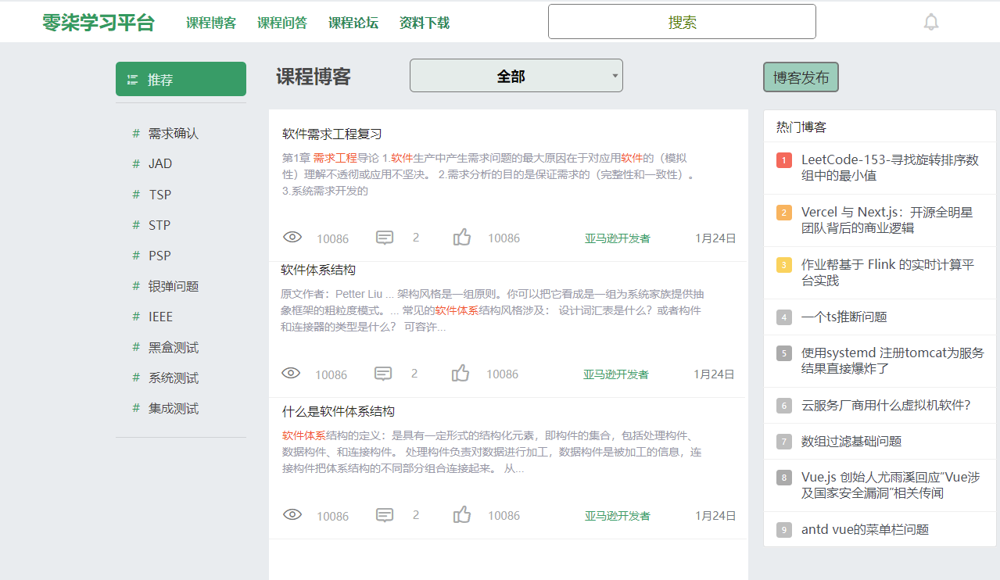 零柒学习平台 课程博客 课程问答 课程论坛 资料下载 搜索
推荐
# 需求确认
# JAD
# TSP
# STP
# PSP
# 银弹问题
# IEEE
# 黑盒测试
# 系统测试
# 集成测试
课程博客 全部 博客发布
软件需求工程复习
第1章 需求工程导论 1.软件生产中产生需求问题的最大原因在于对应用软件的（模拟
性）理解不透彻或应用不坚决。 2.需求分析的目的是保证需求的（完整性和一致性）。
3.系统需求开发的
10086 2 10086 亚马逊开发者 1月24日
软件体系结构
原文作者：Petter Liu ... 架构风格是一组原则。你可以把它看成是一组为系统家族提供抽
象框架的粗粒度模式。... 常见的软件体系结构风格涉及： 设计词汇表是什么？或者构件
和连接器的类型是什么？ 可容许...
10086 2 10086 亚马逊开发者 1月24日
什么是软件体系结构
软件体系结构的定义：是具有一定形式的结构化元素，即构件的集合，包括处理构件、
数据构件、和连接构件。 处理构件负责对数据进行加工，数据构件是被加工的信息，连
接构件把体系结构的不同部分组合连接起来。 从...
10086 2 10086 亚马逊开发者 1月24日
热门博客
1 LeetCode-153-寻找旋转排序数
组中的最小值
2 Vercel 与 Next.js：开源全明星
团队背后的商业逻辑
3 作业帮基于 Flink 的实时计算平
台实践
4 一个ts推断问题
5 使用systemd 注册tomcat为服务
结果直接爆炸了
6 云服务厂商用什么虚拟机软件？
7 数组过滤基础问题
8 Vue.js 创始人尤雨溪回应“Vue涉
及国家安全漏洞”相关传闻
9 antd vue的菜单栏问题